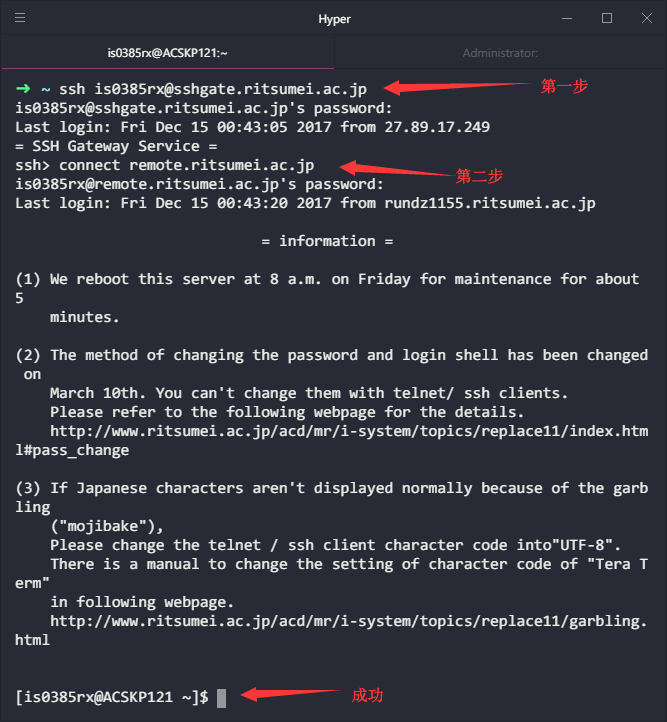 Hyper
is0385rx@ACSKP121:~ Administrator:
➜ ~ ssh is0385rx@sshgate.ritsumei.ac.jp 第一步
is0385rx@sshgate.ritsumei.ac.jp's password:
Last login: Fri Dec 15 00:43:05 2017 from 27.89.17.249
= SSH Gateway Service =
ssh> connect remote.ritsumei.ac.jp 第二步
is0385rx@remote.ritsumei.ac.jp's password:
Last login: Fri Dec 15 00:43:20 2017 from rundz1155.ritsumei.ac.jp
= information =
(1) We reboot this server at 8 a.m. on Friday for maintenance for about
5
minutes.
(2) The method of changing the password and login shell has been changed
on
March 10th. You can't change them with telnet/ ssh clients.
Please refer to the following webpage for the details.
http://www.ritsumei.ac.jp/acd/mr/i-system/topics/replace11/index.htm
l#pass_change
(3) If Japanese characters aren't displayed normally because of the garb
ling
("mojibake"),
Please change the telnet / ssh client character code into"UTF-8".
There is a manual to change the setting of character code of "Tera T
erm"
in following webpage.
http://www.ritsumei.ac.jp/acd/mr/i-system/topics/replace11/garbling.
html
[is0385rx@ACSKP121 ~]$ 成功